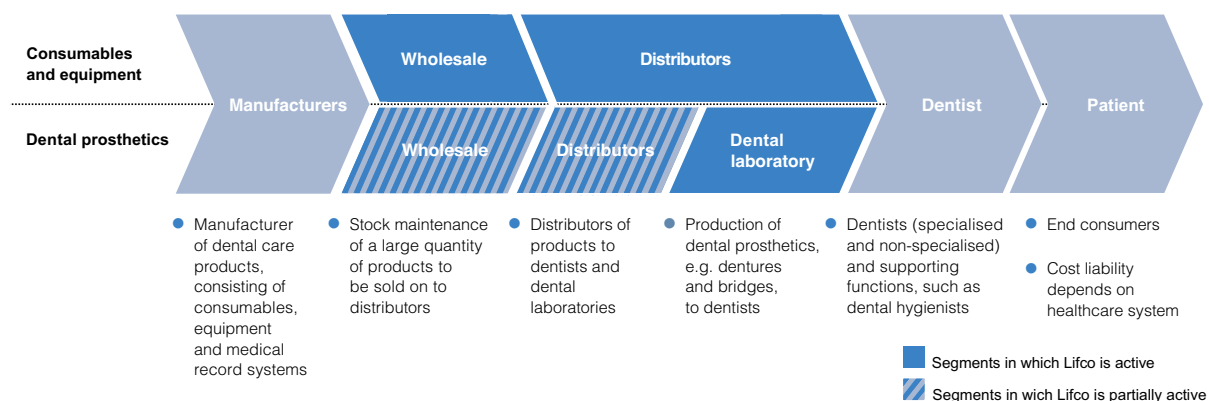 Consumables
and equipment
Wholesale
Distributors
Manufacturers
Dentist
Patient
Dental prosthetics
Wholesale
Distributors
Dental
laboratory
Manufacturer
of dental care
products,
consisting of
consumables,
equipment
and medical
record systems
Stock maintenance
of a large quantity
of products to
be sold on to
distributors
Distributors of
products to
dentists and
dental
laboratories
Production of
dental prosthetics,
e.g. dentures
and bridges,
to dentists
Dentists (specialised
and non-specialised)
and supporting
functions, such as
dental hygienists
End consumers
Cost liability
depends on
healthcare system
Segments in which Lifco is active
Segments in wich Lifco is partially active